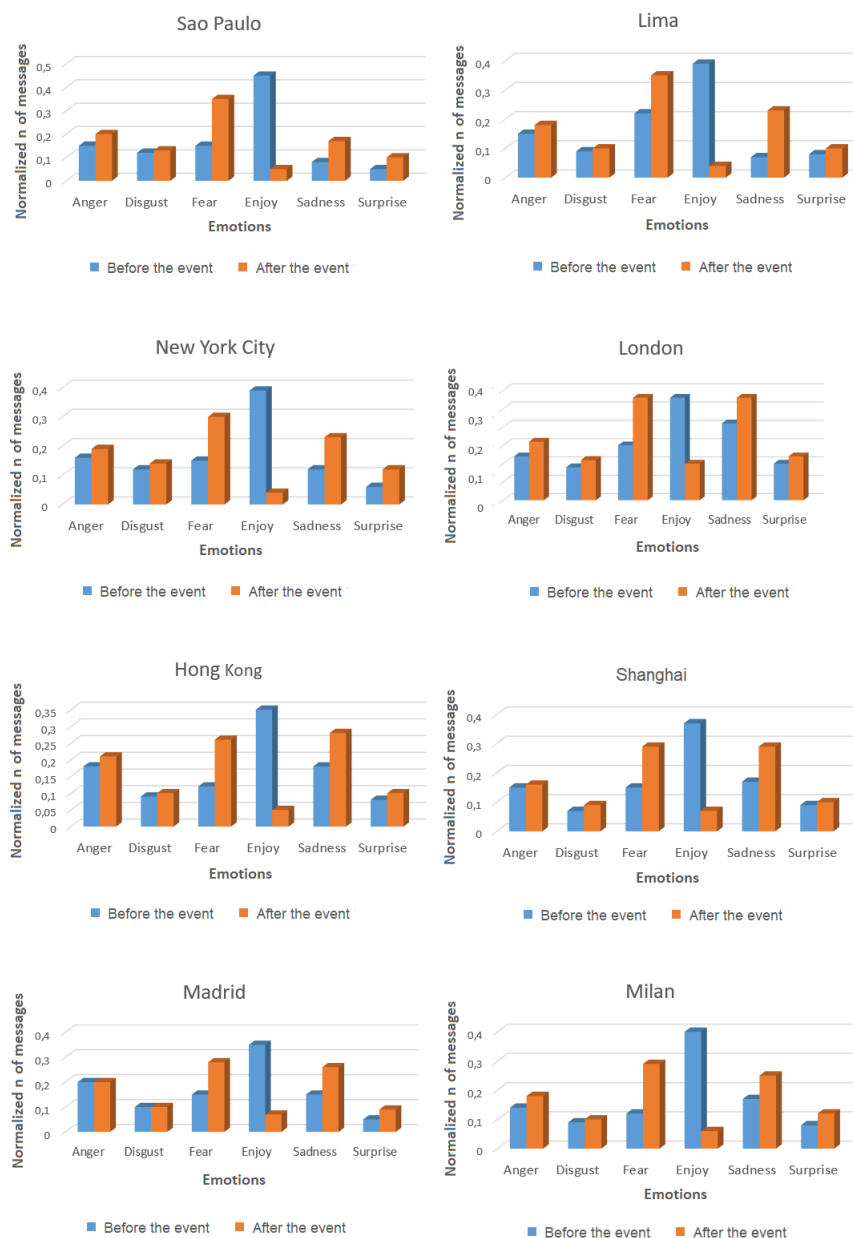 Sao Paulo
Normalized n of messages
0,5
0,4
0,3
0,2
0,1
0
Anger Disgust Fear Enjoy Sadness Surprise
Emotions
Before the event After the event
Lima
Normalized n of messages
0,4
0,3
0,2
0,1
0
Anger Disgust Fear Enjoy Sadness Surprise
Emotions
Before the event After the event
New York City
Normalized n of messages
0,4
0,3
0,2
0,1
0
Anger Disgust Fear Enjoy Sadness Surprise
Emotions
Before the event After the event
London
Normalized n of messages
0,4
0,3
0,2
0,1
0
Anger Disgust Fear Enjoy Sadness Surprise
Emotions
Before the event After the event
Hong Kong
Normalized n of messages
0,35
0,3
0,25
0,2
0,15
0,1
0,05
0
Anger Disgust Fear Enjoy Sadness Surprise
Emotions
Before the event After the event
Shanghai
Normalized n of messages
0,4
0,3
0,2
0,1
0
Anger Disgust Fear Enjoy Sadness Surprise
Emotions
Before the event After the event
Madrid
Normalized n of messages
0,4
0,3
0,2
0,1
0
Anger Disgust Fear Enjoy Sadness Surprise
Emotions
Before the event After the event
Milan
Normalized n of messages
0,4
0,3
0,2
0,1
0
Anger Disgust Fear Enjoy Sadness Surprise
Emotions
Before the event After the event